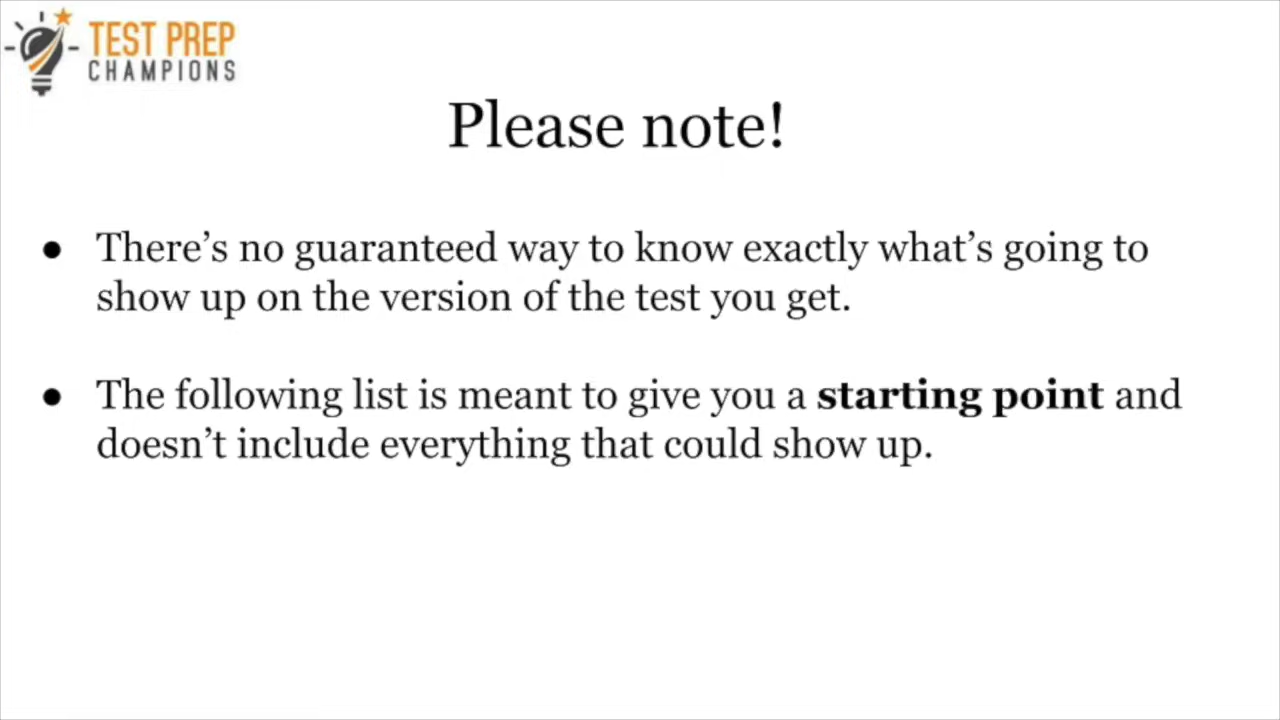 TEST PREP
CHAMPIONS
Please note!
● There’s no guaranteed way to know exactly what’s going to
show up on the version of the test you get.
● The following list is meant to give you a starting point and
doesn’t include everything that could show up.